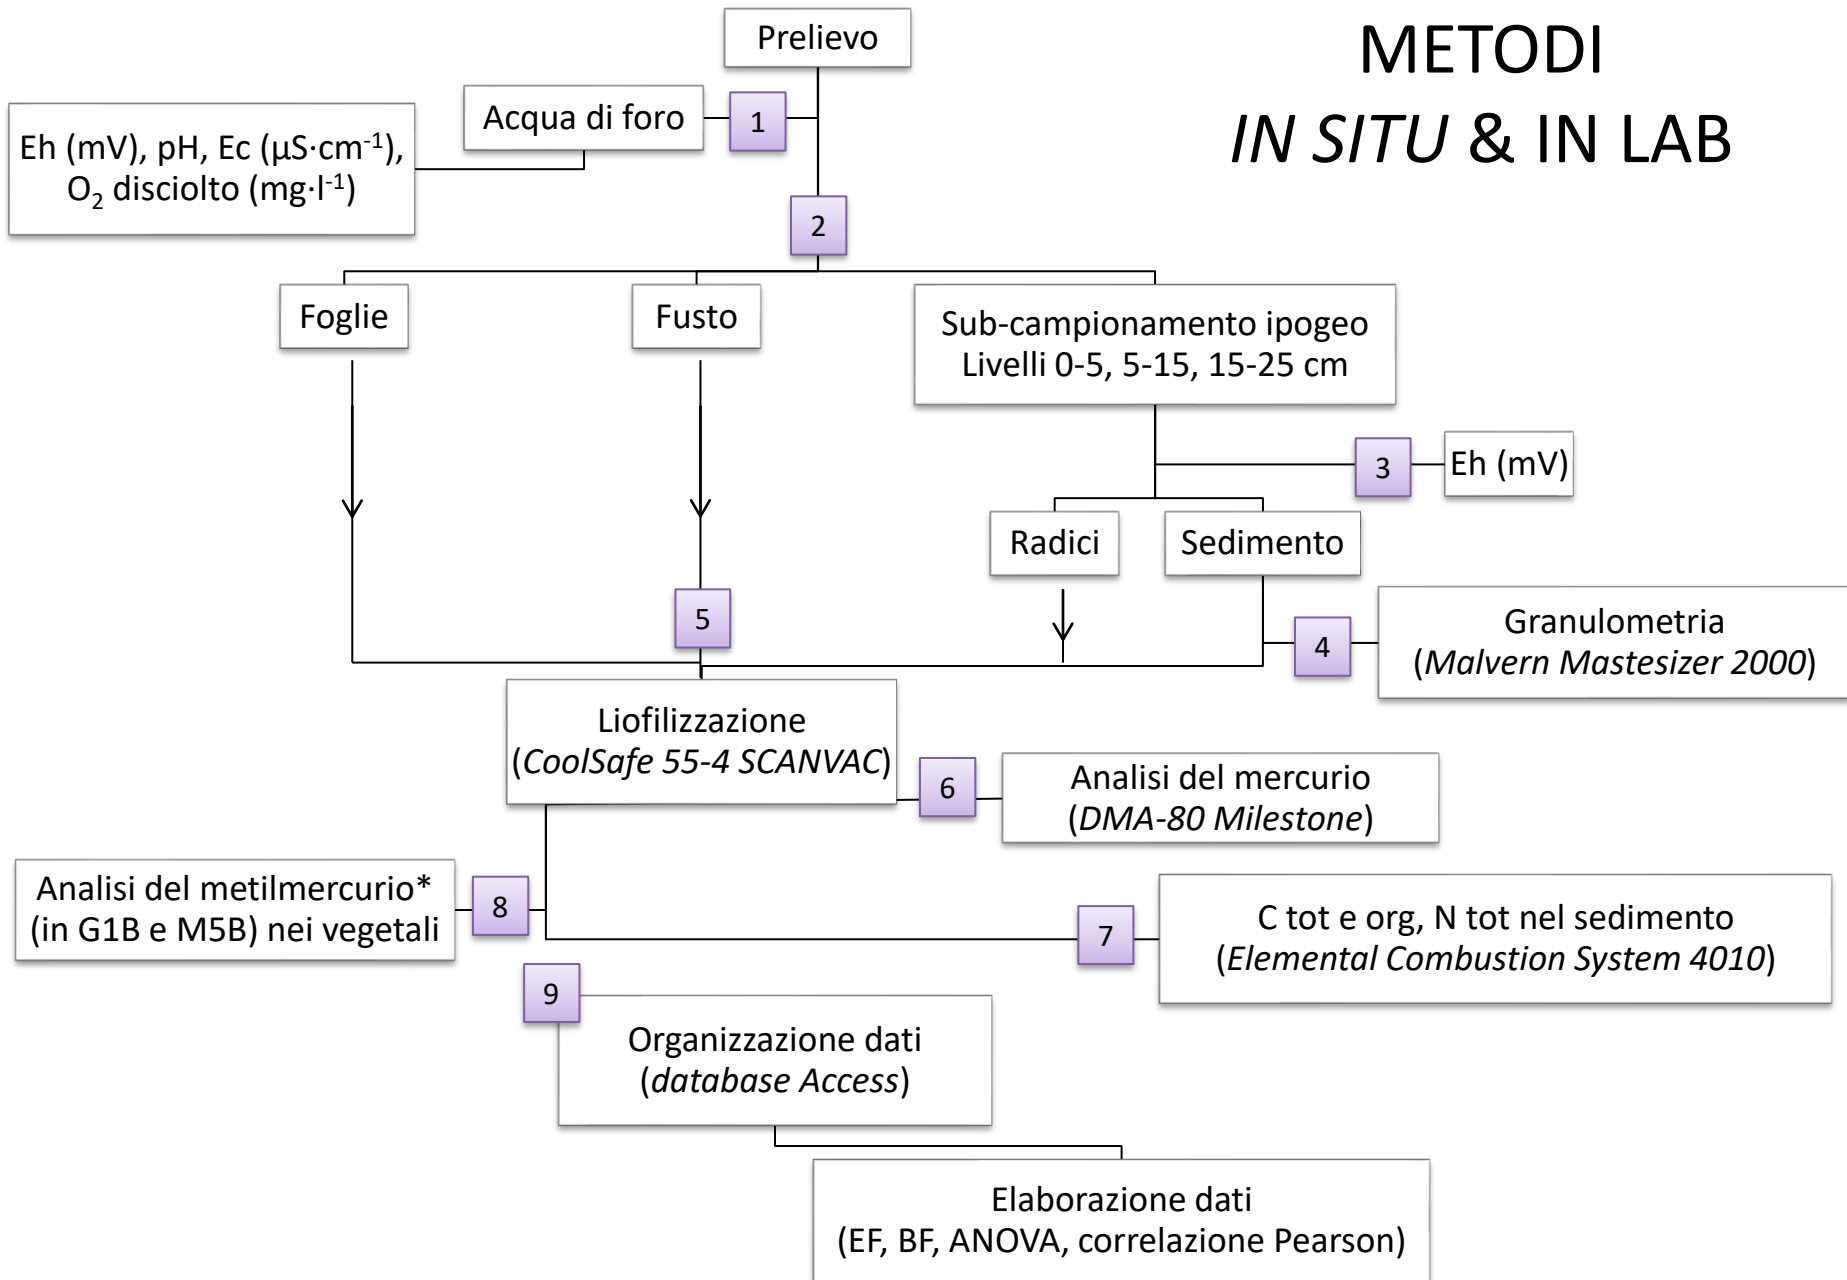 METODI
IN SITU & IN LAB
Prelievo
Acqua di foro
1
Eh (mV), pH, Ec (µS·cm⁻¹),
O₂ disciolto (mg·l⁻¹)
2
Foglie
Fusto
Sub-campionamento ipogeo
Livelli 0-5, 5-15, 15-25 cm
3
Eh (mV)
Radici
Sedimento
5
4
Granulometria
(Malvern Mastesizer 2000)
Liofilizzazione
(CoolSafe 55-4 SCANVAC)
6
Analisi del mercurio
(DMA-80 Milestone)
Analisi del metilmercurio*
(in G1B e M5B) nei vegetali
8
7
C tot e org, N tot nel sedimento
(Elemental Combustion System 4010)
9
Organizzazione dati
(database Access)
Elaborazione dati
(EF, BF, ANOVA, correlazione Pearson)